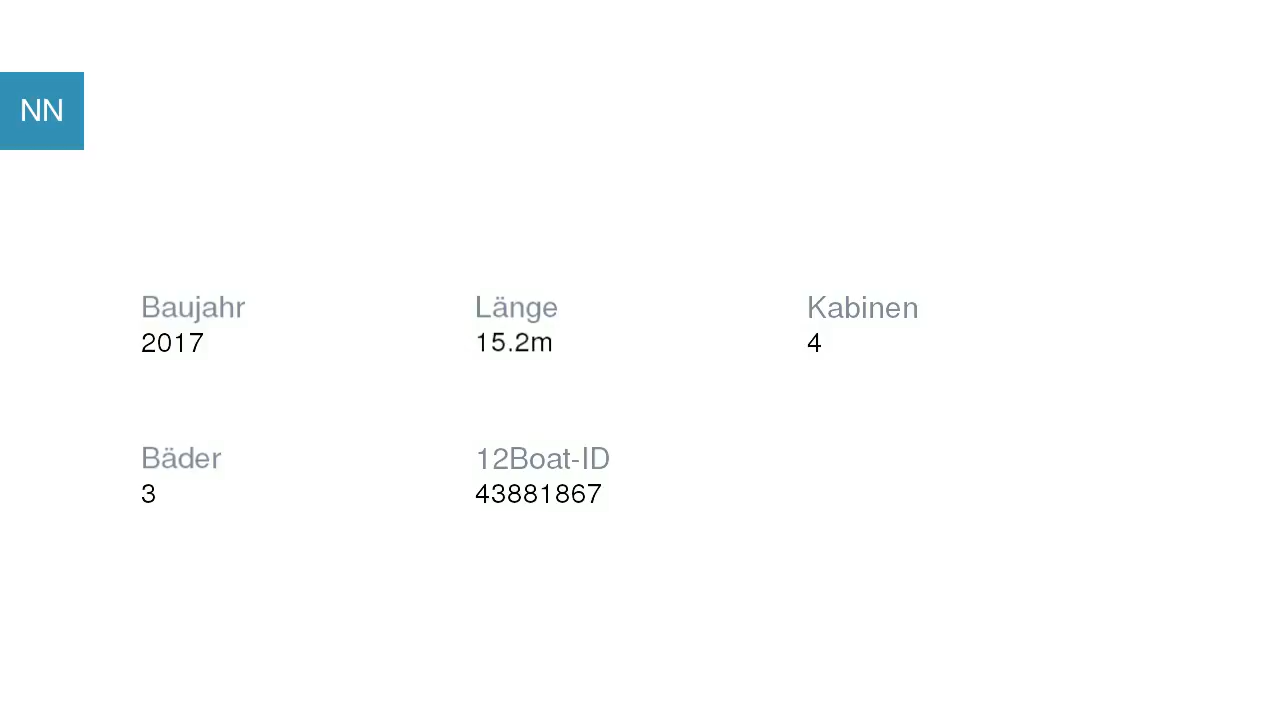 NN
Baujahr
2017
Länge
15.2m
Kabinen
4
Bäder
3
12Boat-ID
43881867